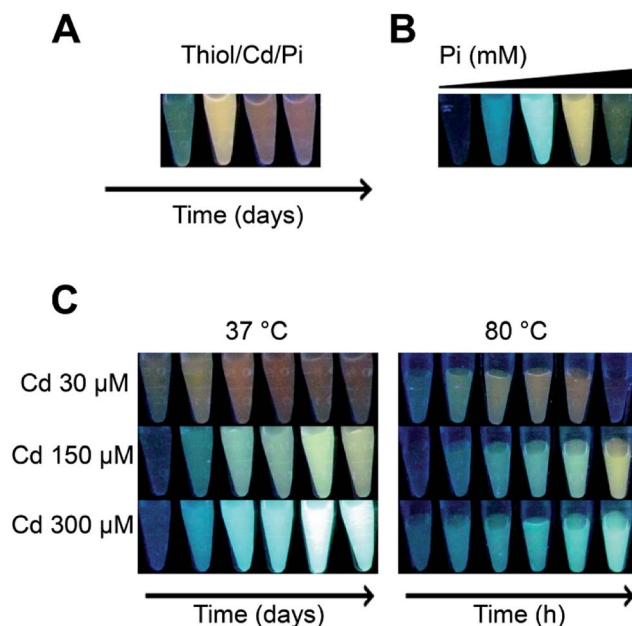 A
Thiol/Cd/Pi
Time (days)
B
Pi (mM)
C
37 °C
80 °C
Cd 30 µM
Cd 150 µM
Cd 300 µM
Time (days)
Time (h)